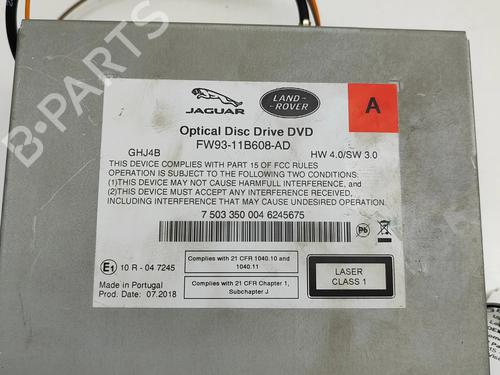 B-PARTS
JAGUAR
LAND-
ROVER
A
Optical Disc Drive DVD
FW93-11B608-AD
GHJ4B
HW 4.0/SW 3.0
THIS DEVICE COMPLIES WITH PART 15 OF FCC RULES
OPERATION IS SUBJECT TO THE FOLLOWING TWO CONDITIONS:
(1)THIS DEVICE MAY NOT CAUSE HARMFULL INTERFERENCE, and
(2)THIS DEVICE MUST ACCEPT ANY INTERFERENCE RECEIVED,
INCLUDING INTERFERENCE THAT MAY CAUSE UNDESIRED OPERATION.
7 503 350 004 6245675
Pb
E1 10 R - 04 7245
Complies with 21 CFR 1040.10 and
1040.11
Made in Portugal
Prod. Date: 07.2018
Complies with 21 CFR Chapter 1,
Subchapter J
LASER
CLASS 1